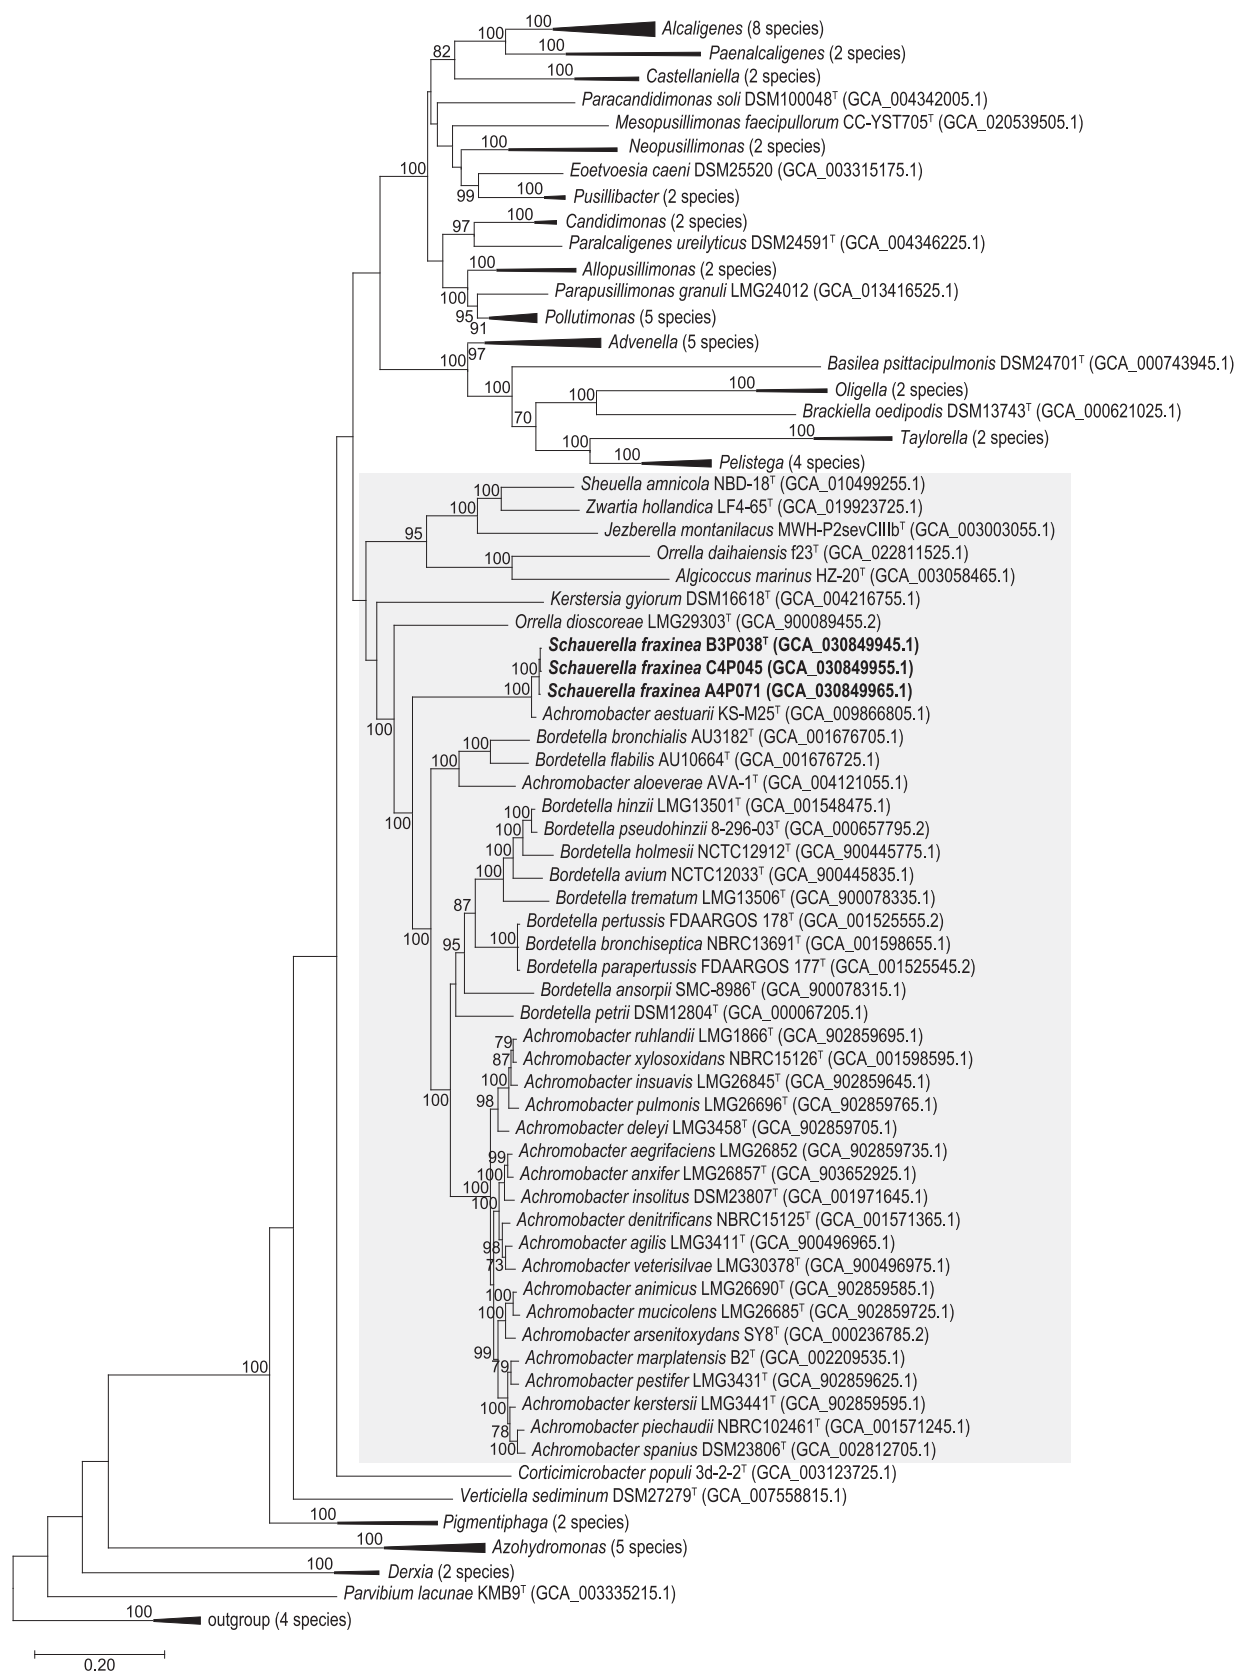 100
Alcaligenes (8 species)
100
100
Paenalcaligenes (2 species)
82
100
Castellaniella (2 species)
Paracandidimonas soli DSM100048ᵀ (GCA_004342005.1)
Mesopusillimonas faecipullorum CC-YST705ᵀ (GCA_020539505.1)
100
Neopusillimonas (2 species)
100
Eoetvoesia caeni DSM25520 (GCA_003315175.1)
99
100
Pusillibacter (2 species)
100
Candidimonas (2 species)
97
Paralcaligenes ureilyticus DSM24591ᵀ (GCA_004346225.1)
100
Allopusillimonas (2 species)
100
Parapusillimonas granuli LMG24012 (GCA_013416525.1)
95
Pollutimonas (5 species)
91
Advenella (5 species)
100
97
Basilea psittacipulmonis DSM24701ᵀ (GCA_000743945.1)
100
100
Oligella (2 species)
100
Brackiella oedipodis DSM13743ᵀ (GCA_000621025.1)
70
100
Taylorella (2 species)
100
100
Pelistega (4 species)
Sheuella amnicola NBD-18ᵀ (GCA_010499255.1)
100
Zwartia hollandica LF4-65ᵀ (GCA_019923725.1)
100
Jezberella montanilacus MWH-P2sevCIIIbᵀ (GCA_003003055.1)
95
Orrella daihaiensis f23ᵀ (GCA_022811525.1)
100
Algicoccus marinus HZ-20ᵀ (GCA_003058465.1)
Kerstersia gyiorum DSM16618ᵀ (GCA_004216755.1)
Orrella dioscoreae LMG29303ᵀ (GCA_900089455.2)
Schauerella fraxinea B3P038ᵀ (GCA_030849945.1)
100
Schauerella fraxinea C4P045 (GCA_030849955.1)
100
Schauerella fraxinea A4P071 (GCA_030849965.1)
Achromobacter aestuarii KS-M25ᵀ (GCA_009866805.1)
100
Bordetella bronchialis AU3182ᵀ (GCA_001676705.1)
100
Bordetella flabilis AU10664ᵀ (GCA_001676725.1)
100
Achromobacter aloeverae AVA-1ᵀ (GCA_004121055.1)
Bordetella hinzii LMG13501ᵀ (GCA_001548475.1)
100
100
Bordetella pseudohinzii 8-296-03ᵀ (GCA_000657795.2)
100
Bordetella holmesii NCTC12912ᵀ (GCA_900445775.1)
100
Bordetella avium NCTC12033ᵀ (GCA_900445835.1)
100
Bordetella trematum LMG13506ᵀ (GCA_900078335.1)
87
Bordetella pertussis FDAARGOS 178ᵀ (GCA_001525555.2)
100
100
95
Bordetella bronchiseptica NBRC13691ᵀ (GCA_001598655.1)
Bordetella parapertussis FDAARGOS 177ᵀ (GCA_001525545.2)
Bordetella ansorpii SMC-8986ᵀ (GCA_900078315.1)
Bordetella petrii DSM12804ᵀ (GCA_000067205.1)
Achromobacter ruhlandii LMG1866ᵀ (GCA_902859695.1)
79
87
Achromobacter xylosoxidans NBRC15126ᵀ (GCA_001598595.1)
100
Achromobacter insuavis LMG26845ᵀ (GCA_902859645.1)
100
98
Achromobacter pulmonis LMG26696ᵀ (GCA_902859765.1)
Achromobacter deleyi LMG3458ᵀ (GCA_902859705.1)
Achromobacter aegrifaciens LMG26852 (GCA_902859735.1)
99
100
Achromobacter anxifer LMG26857ᵀ (GCA_903652925.1)
100
100
Achromobacter insolitus DSM23807ᵀ (GCA_001971645.1)
Achromobacter denitrificans NBRC15125ᵀ (GCA_001571365.1)
98
Achromobacter agilis LMG3411ᵀ (GCA_900496965.1)
73
Achromobacter veterisilvae LMG30378ᵀ (GCA_900496975.1)
100
Achromobacter animicus LMG26690ᵀ (GCA_902859585.1)
100
Achromobacter mucicolens LMG26685ᵀ (GCA_902859725.1)
Achromobacter arsenitoxydans SY8ᵀ (GCA_000236785.2)
99
Achromobacter marplatensis B2ᵀ (GCA_002209535.1)
79
Achromobacter pestifer LMG3431ᵀ (GCA_902859625.1)
100
Achromobacter kerstersii LMG3441ᵀ (GCA_902859595.1)
78
Achromobacter piechaudii NBRC102461ᵀ (GCA_001571245.1)
100
Achromobacter spanius DSM23806ᵀ (GCA_002812705.1)
100
Corticimicrobacter populi 3d-2-2ᵀ (GCA_003123725.1)
Verticiella sediminum DSM27279ᵀ (GCA_007558815.1)
100
Pigmentiphaga (2 species)
100
Azohydromonas (5 species)
100
Derxia (2 species)
Parvibium lacunae KMB9ᵀ (GCA_003335215.1)
100
outgroup (4 species)
0.20